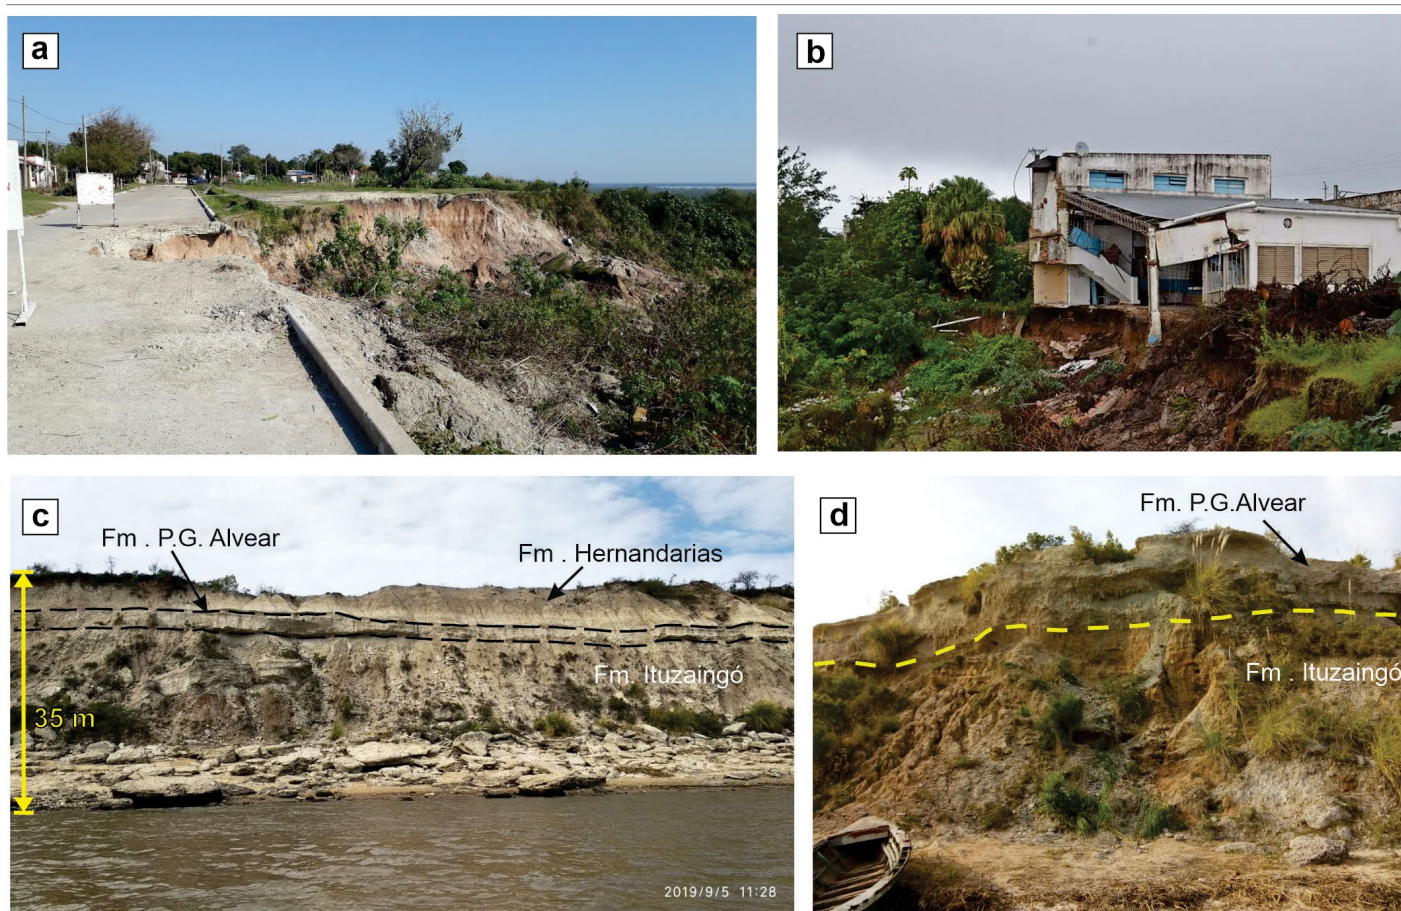 a
b
c
Fm . P.G. Alvear
Fm . Hernandarias
Fm. Ituzaingó
35 m
2019/9/5 11:28
d
Fm. P.G.Alvear
Fm . Ituzaingó